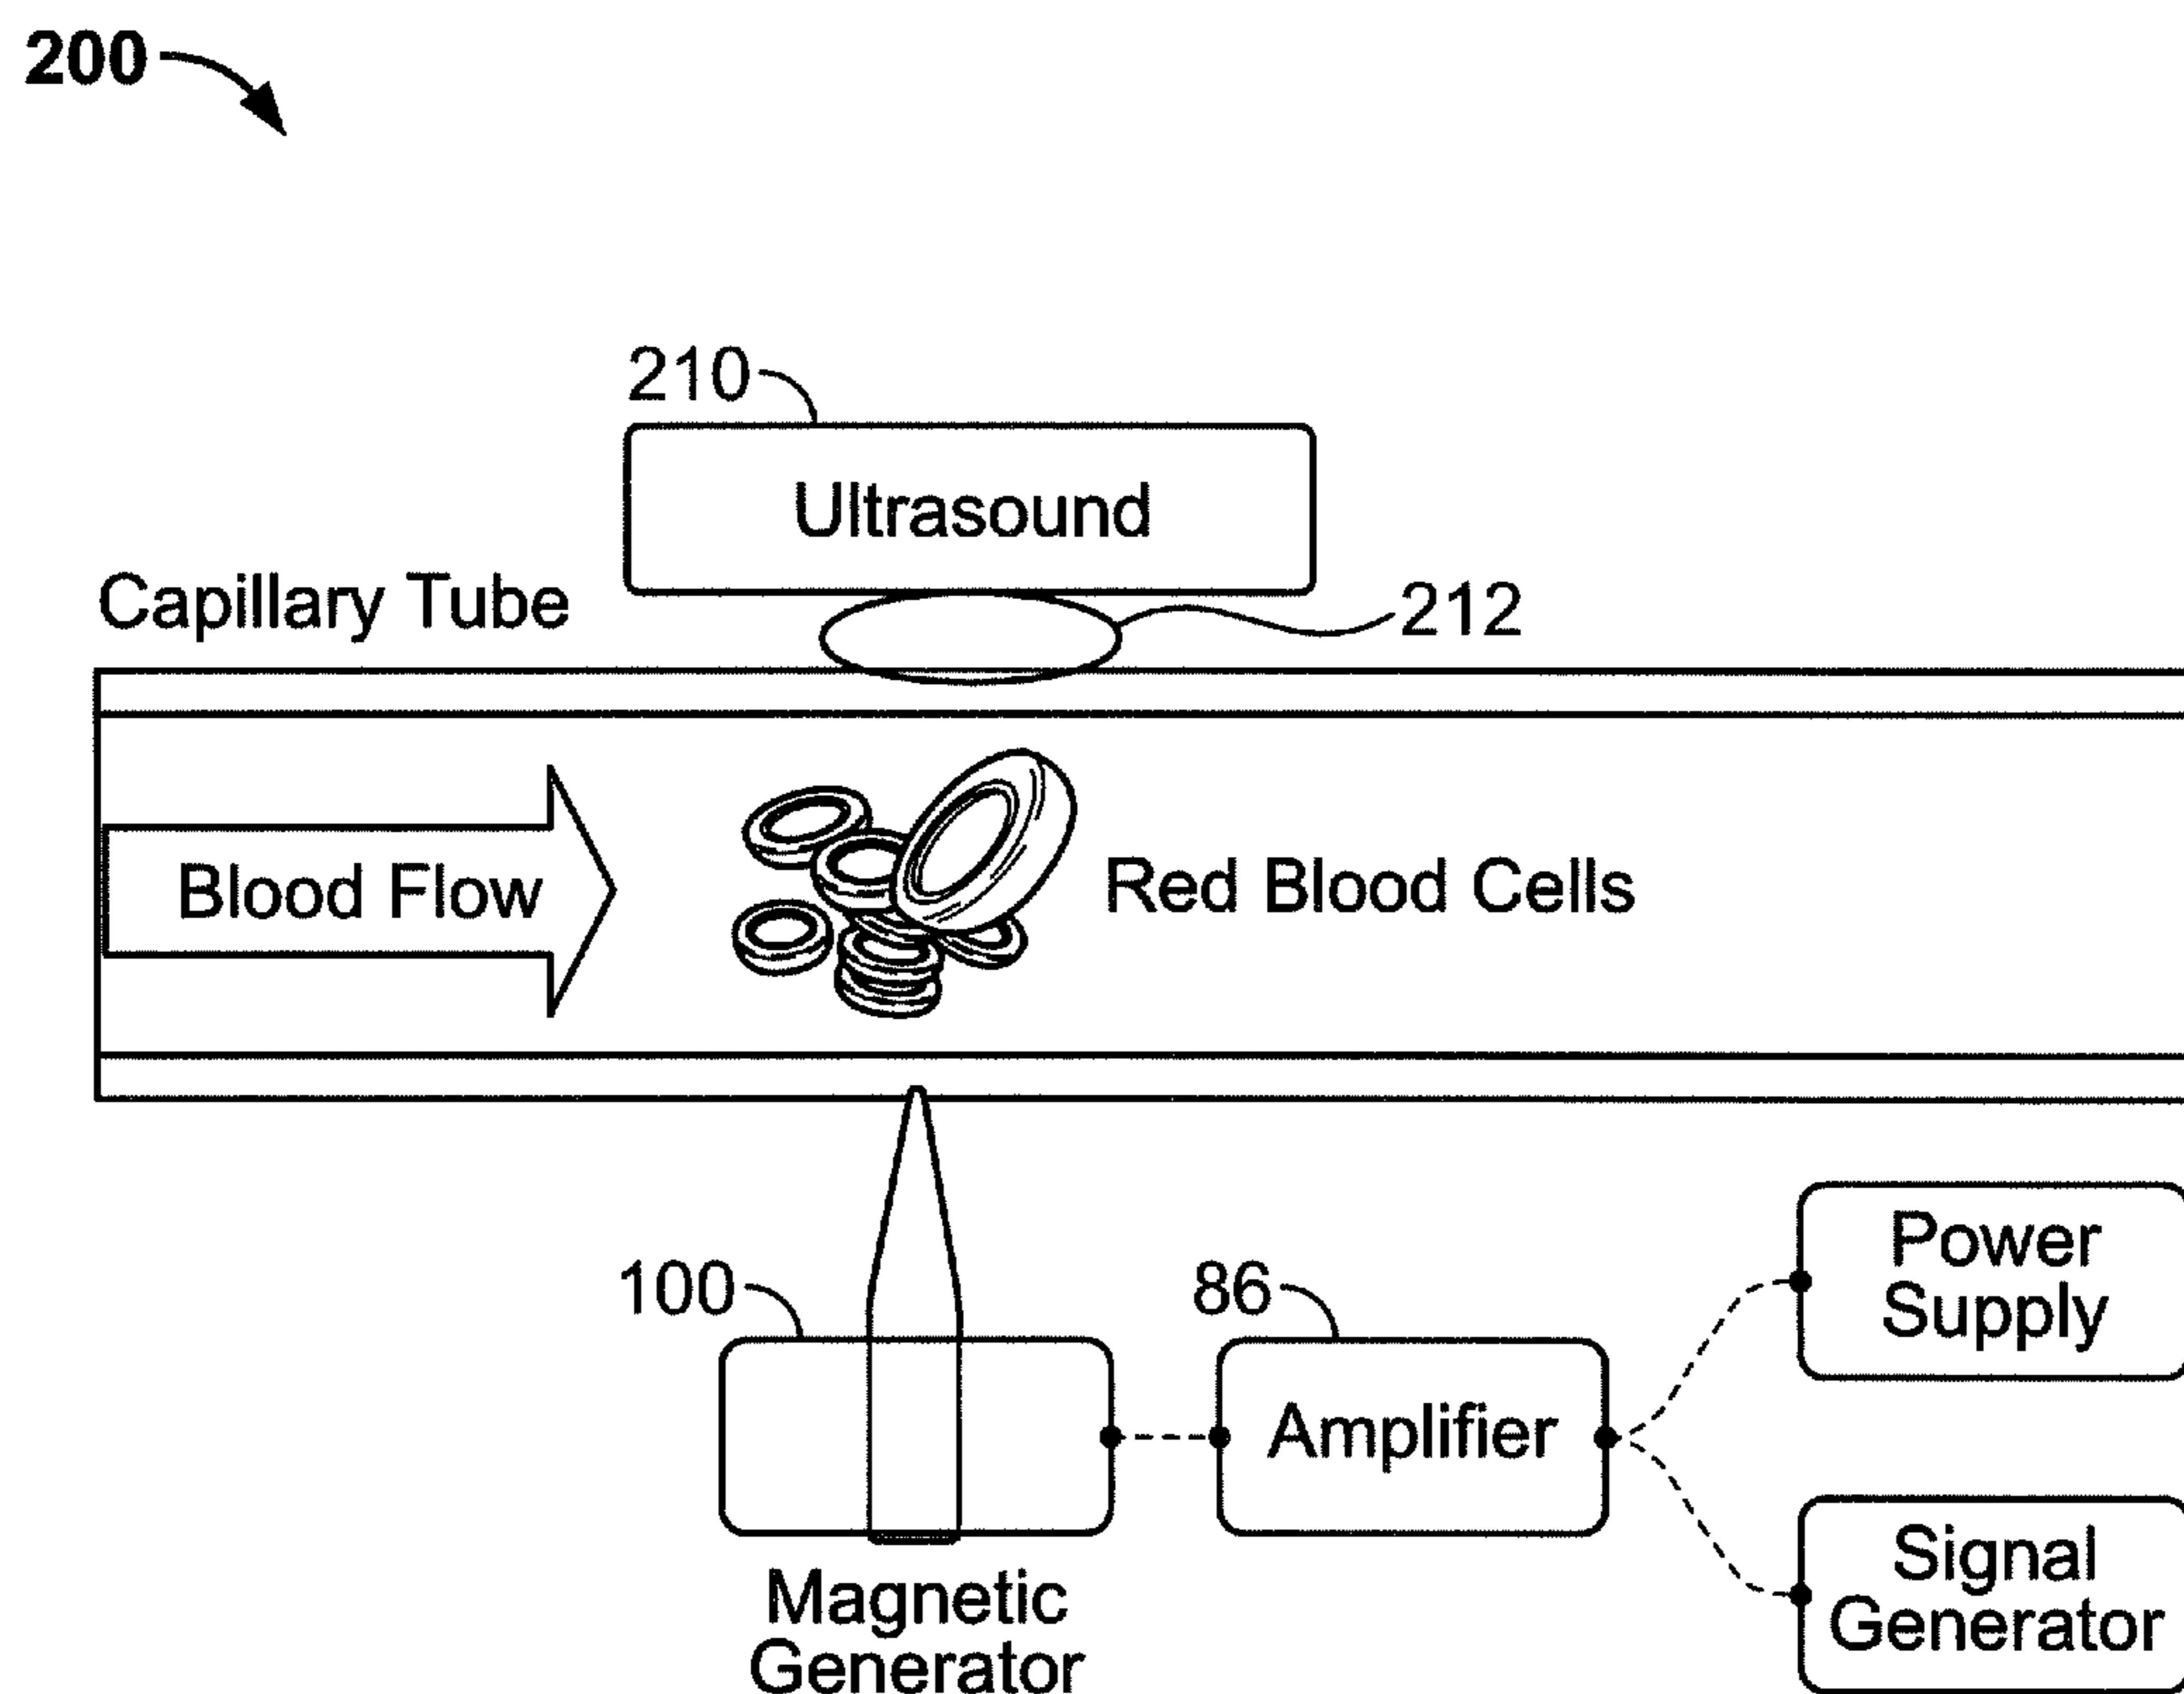 200
210
Ultrasound
Capillary Tube
212
Blood Flow
Red Blood Cells
100
86
Power
Supply
Amplifier
Signal
Generator
Magnetic
Generator